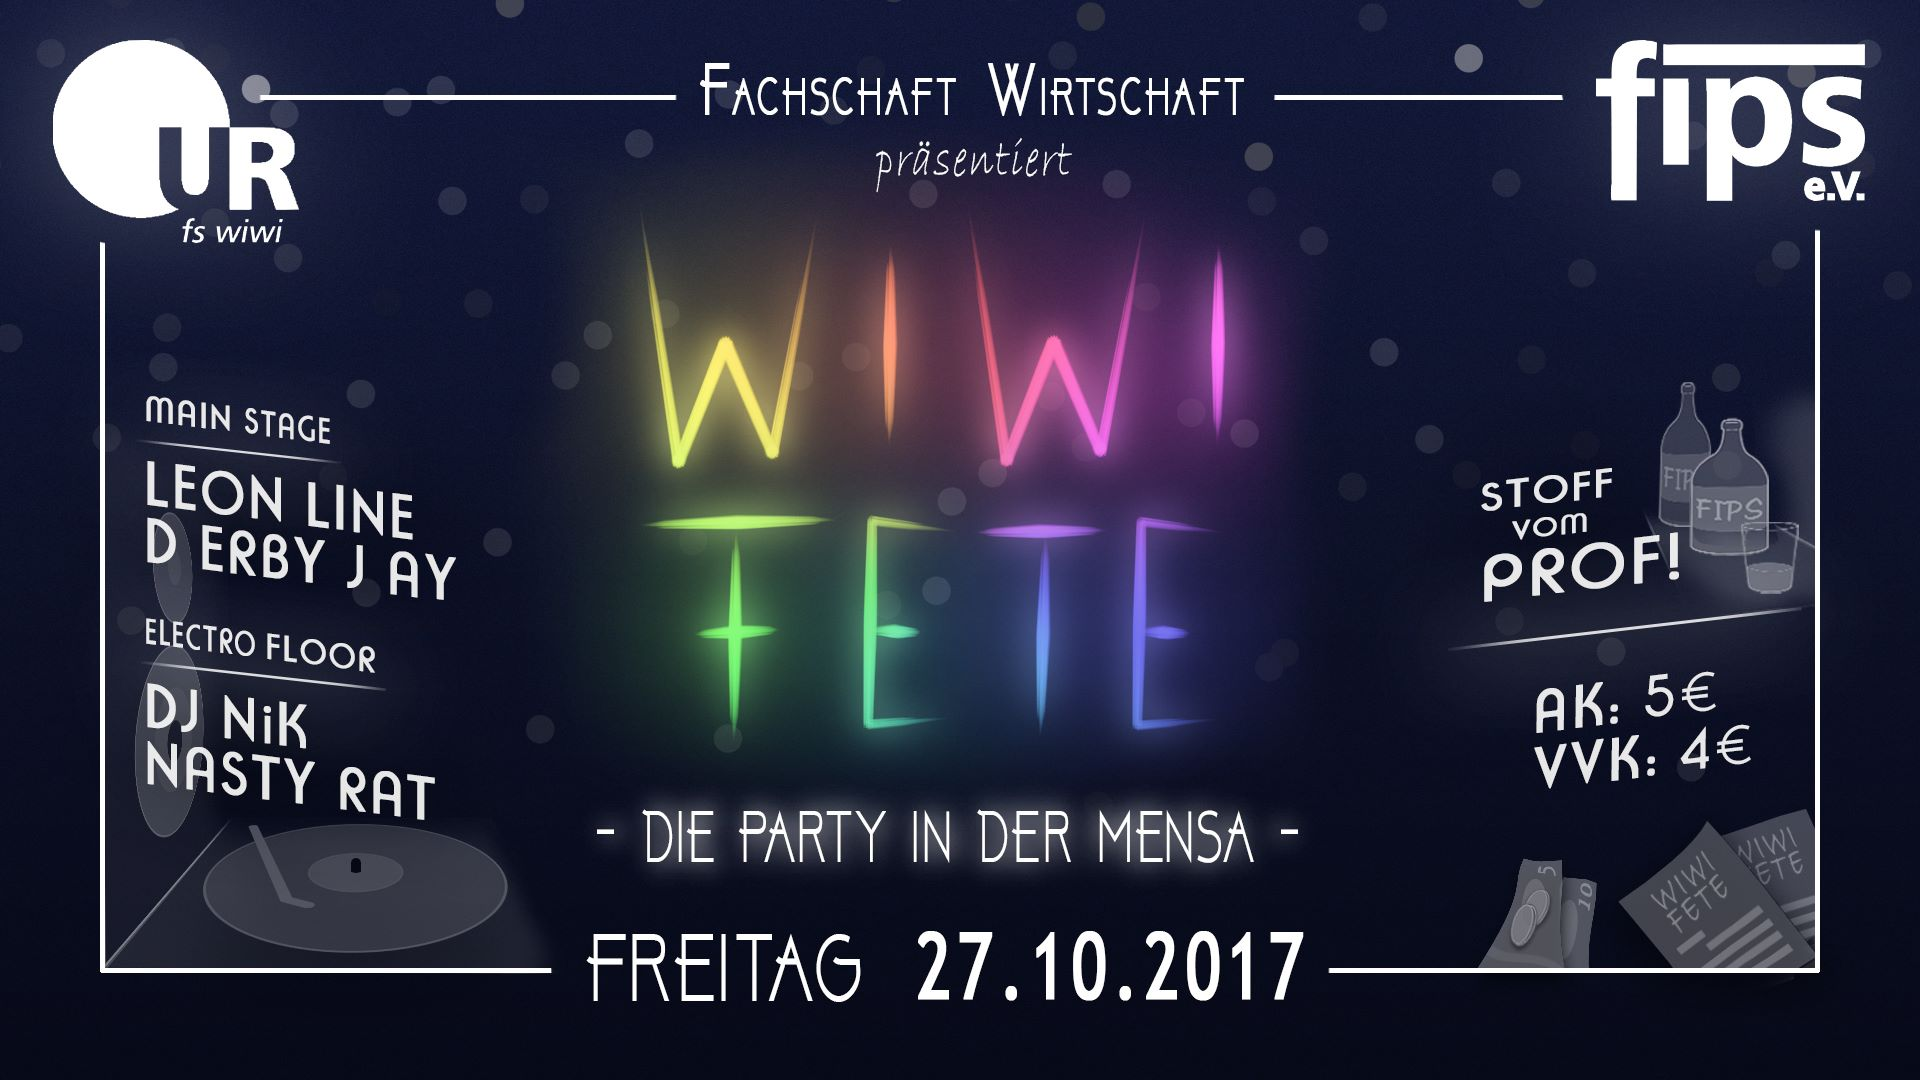 UR
fs wiwi
FACHSCHAFT WIRTSCHAFT
präsentiert
fips
e.V.
WIWI
FETE
MAIN STAGE
LEON LINE
D ERBY J AY
ELECTRO FLOOR
DJ NiK
NASTY RAT
STOFF
VOM
PROF!
FIPS
AK: 5€
VVK: 4€
- DIE PARTY IN DER MENSA -
FREITAG 27.10.2017
5
10
WIWI
FETE
WIWI
FETE